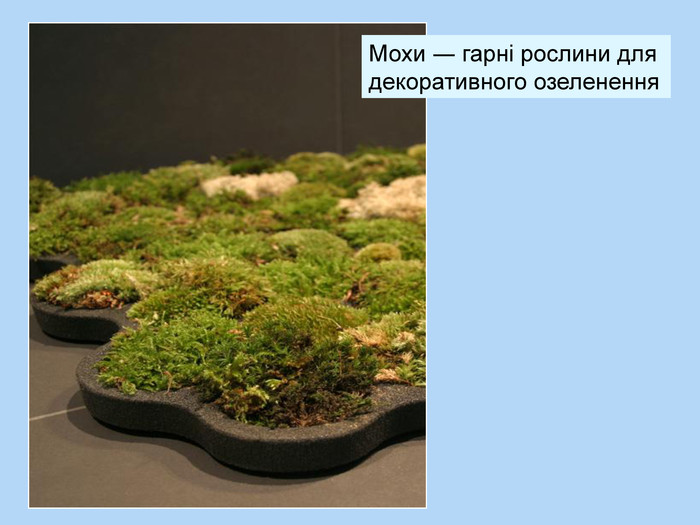 Мохи — гарні рослини для
декоративного озеленення